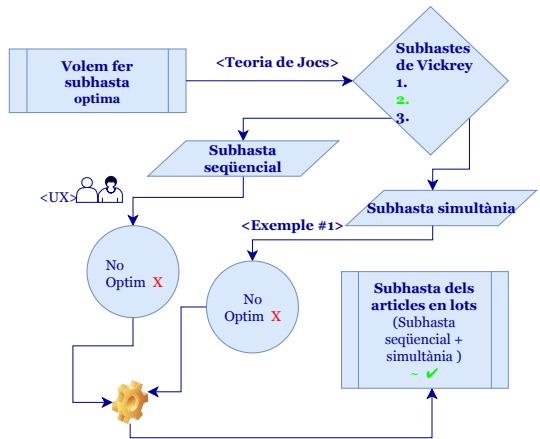 Volem fer
subhasta
optima
<Teoria de Jocs>
Subhastes
de Vickrey
1.
2.
3.
Subhasta
seqüencial
<UX>
Subhasta simultània
<Exemple #1>
No
Optim X
No
Optim X
Subhasta dels
articles en lots
(Subhasta
seqüencial +
simultània )
~ ✔